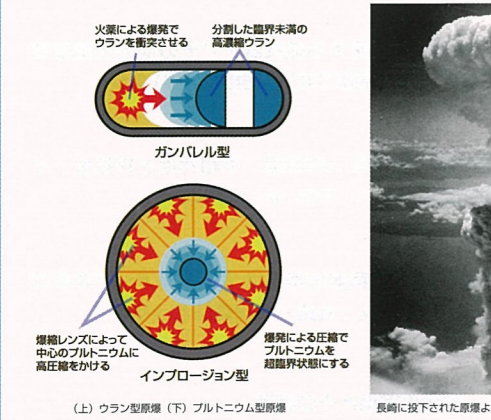 火薬による爆発で
ウランを衝突させる
分割した臨界未満の
高濃縮ウラン
ガンバレル型
爆縮レンズによって
中心のプルトニウムに
高圧縮をかける
爆発による圧縮で
プルトニウムを
超臨界状態にする
インプロージョン型
（上）ウラン型原爆（下）プルトニウム型原爆
長崎に投下された原爆よ